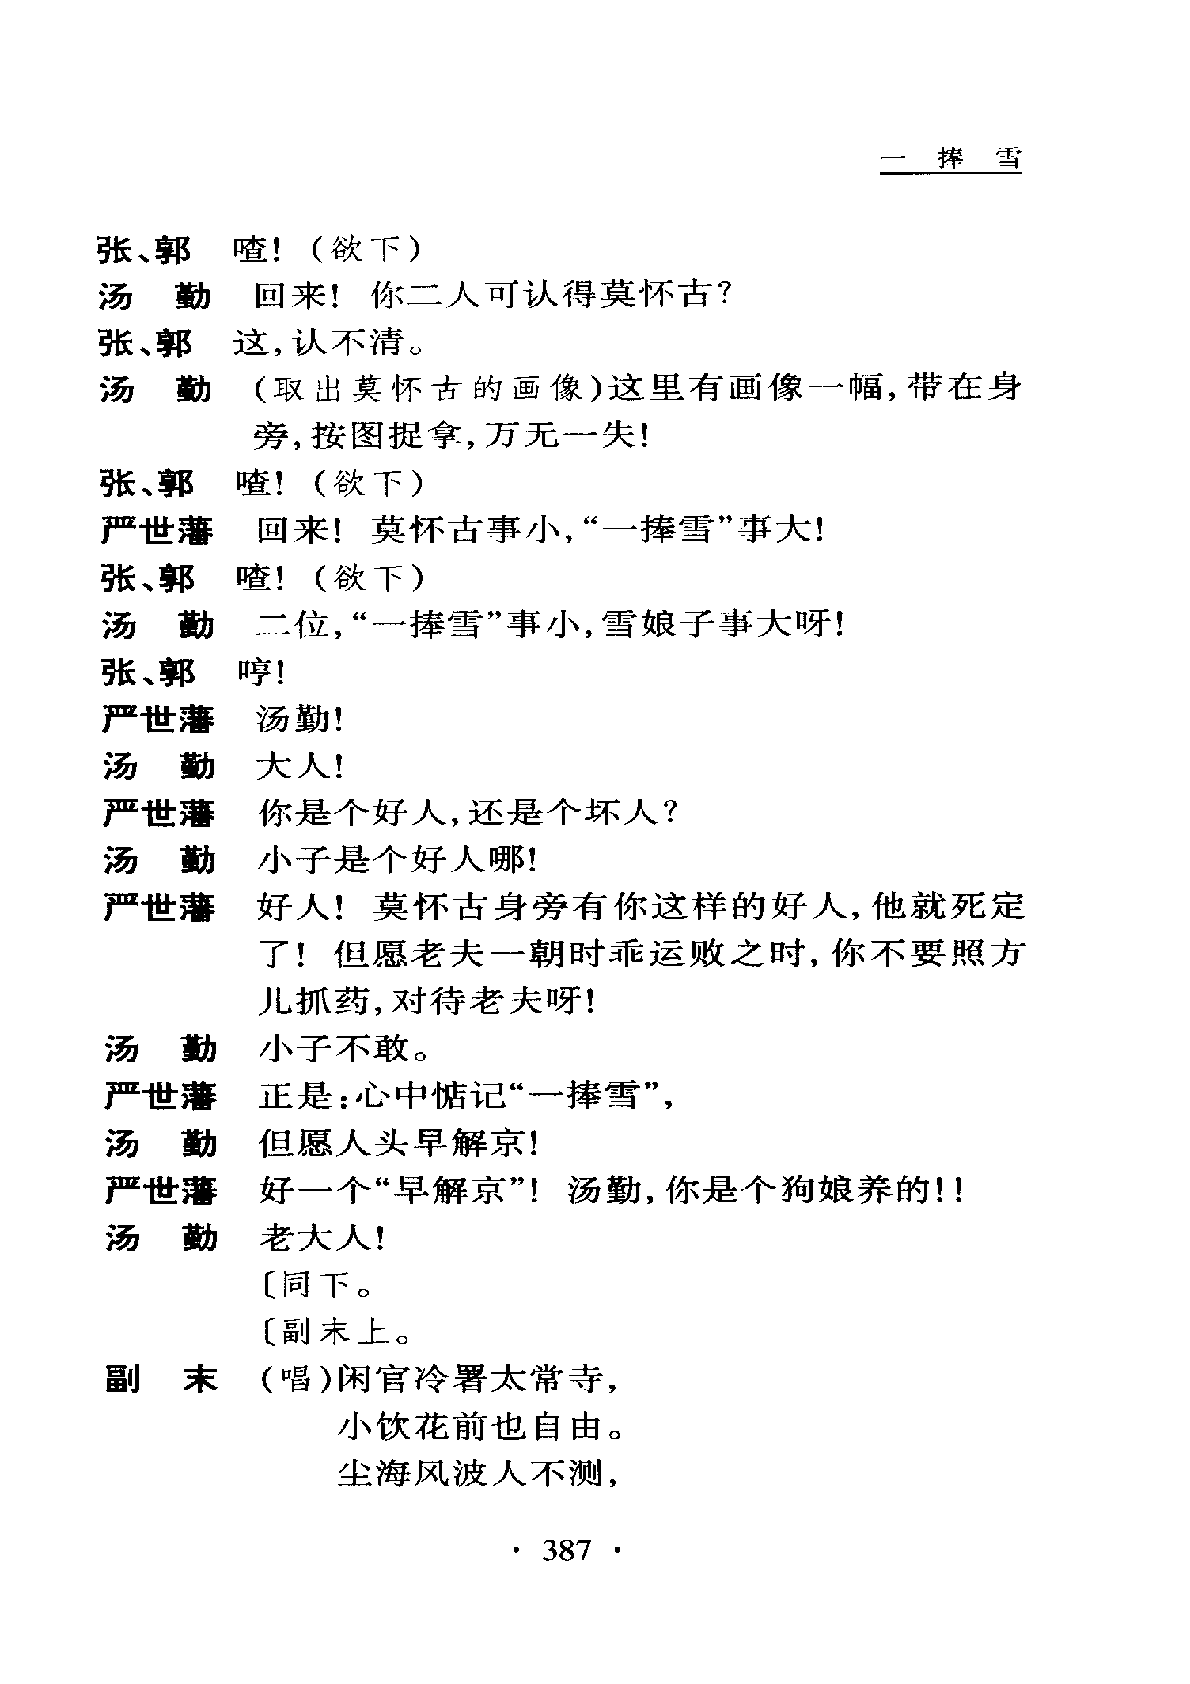 一捧雪
张、郭　喳！（欲下）
汤　勤　回来！你二人可认得莫怀古？
张、郭　这，认不清。
汤　勤　（取出莫怀古的画像）这里有画像一幅，带在身
旁，按图捉拿，万无一失！
张、郭　喳！（欲下）
严世藩　回来！莫怀古事小，“一捧雪”事大！
张、郭　喳！（欲下）
汤　勤　二位，“一捧雪”事小，雪娘子事大呀！
张、郭　哼！
严世藩　汤勤！
汤　勤　大人！
严世藩　你是个好人，还是个坏人？
汤　勤　小子是个好人哪！
严世藩　好人！莫怀古身旁有你这样的好人，他就死定
了！但愿老夫一朝时乖运败之时，你不要照方
儿抓药，对待老夫呀！
汤　勤　小子不敢。
严世藩　正是：心中惦记“一捧雪”，
汤　勤　但愿人头早解京！
严世藩　好一个“早解京”！汤勤，你是个狗娘养的！！
汤　勤　老大人！
〔同下。
〔副末上。
副　末　（唱）闲官冷署太常寺，
小饮花前也自由。
尘海风波人不测，
· 387 ·